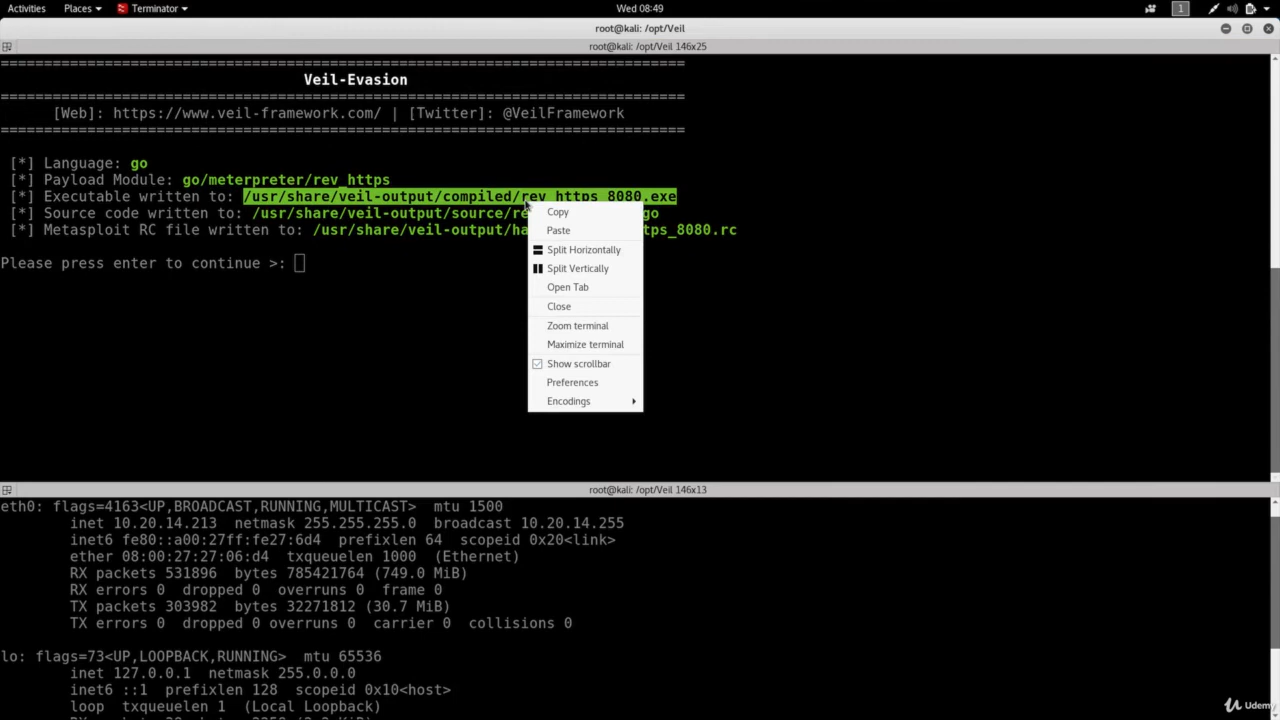 Activities Places Terminator Wed 08:49 1
root@kali: /opt/Veil
root@kali: /opt/Veil 146x25
===============================================================================
Veil-Evasion
===============================================================================
[Web]: https://www.veil-framework.com/ | [Twitter]: @VeilFramework
===============================================================================
[*] Language: go
[*] Payload Module: go/meterpreter/rev_https
[*] Executable written to: /usr/share/veil-output/compiled/rev_https_8080.exe
[*] Source code written to: /usr/share/veil-output/source/re go
[*] Metasploit RC file written to: /usr/share/veil-output/ha tps_8080.rc
Please press enter to continue >:
Copy
Paste
Split Horizontally
Split Vertically
Open Tab
Close
Zoom terminal
Maximize terminal
Show scrollbar
Preferences
Encodings
root@kali: /opt/Veil 146x13
eth0: flags=4163<UP,BROADCAST,RUNNING,MULTICAST> mtu 1500
inet 10.20.14.213 netmask 255.255.255.0 broadcast 10.20.14.255
inet6 fe80::a00:27ff:fe27:6d4 prefixlen 64 scopeid 0x20<link>
ether 08:00:27:27:06:d4 txqueuelen 1000 (Ethernet)
RX packets 531896 bytes 785421764 (749.0 MiB)
RX errors 0 dropped 0 overruns 0 frame 0
TX packets 303982 bytes 32271812 (30.7 MiB)
TX errors 0 dropped 0 overruns 0 carrier 0 collisions 0
lo: flags=73<UP,LOOPBACK,RUNNING> mtu 65536
inet 127.0.0.1 netmask 255.0.0.0
inet6 ::1 prefixlen 128 scopeid 0x10<host>
loop txqueuelen 1 (Local Loopback)
Udemy